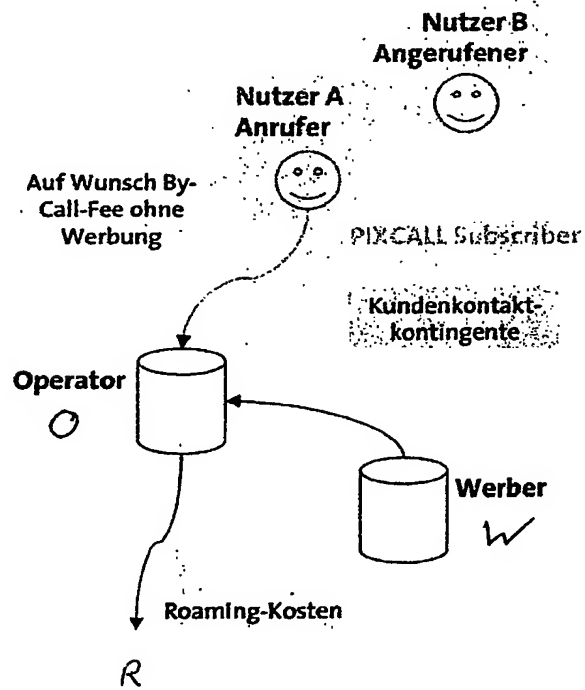 Nutzer B
Angerufener
Nutzer A
Anrufer
Auf Wunsch By-
Call-Fee ohne
Werbung
PIXCALL Subscriber
Kundenkontakt-
kontingente
Operator
O
Werber
W
Roaming-Kosten
R